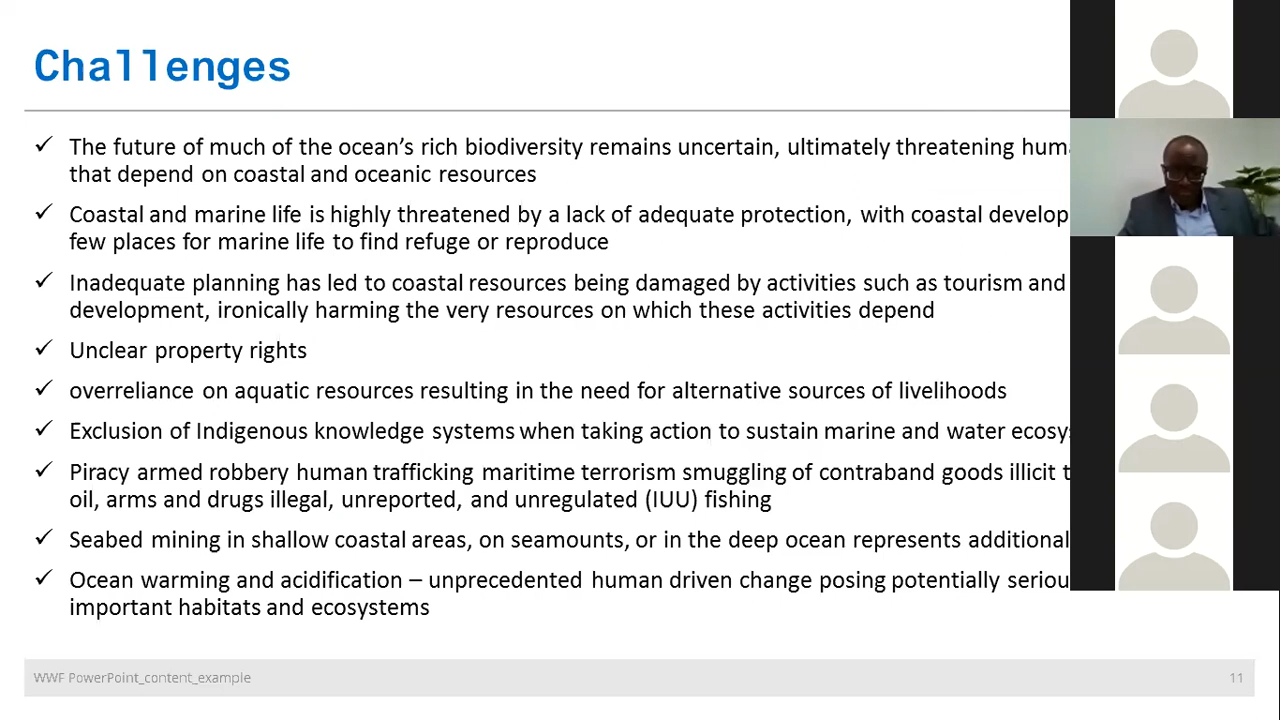 Challenges
✓ The future of much of the ocean's rich biodiversity remains uncertain, ultimately threatening
that depend on coastal and oceanic resources
✓ Coastal and marine life is highly threatened by a lack of adequate protection, with coastal
few places for marine life to find refuge or reproduce
✓ Inadequate planning has led to coastal resources being damaged by activities such as tourism and
development, ironically harming the very resources on which these activities depend
✓ Unclear property rights
✓ overreliance on aquatic resources resulting in the need for alternative sources of livelihoods
✓ Exclusion of Indigenous knowledge systems when taking action to sustain marine and water
✓ Piracy armed robbery human trafficking maritime terrorism smuggling of contraband goods illicit
oil, arms and drugs illegal, unreported, and unregulated (IUU) fishing
✓ Seabed mining in shallow coastal areas, on seamounts, or in the deep ocean represents additional
✓ Ocean warming and acidification – unprecedented human driven change posing potentially
important habitats and ecosystems
WWF PowerPoint_content_example
11